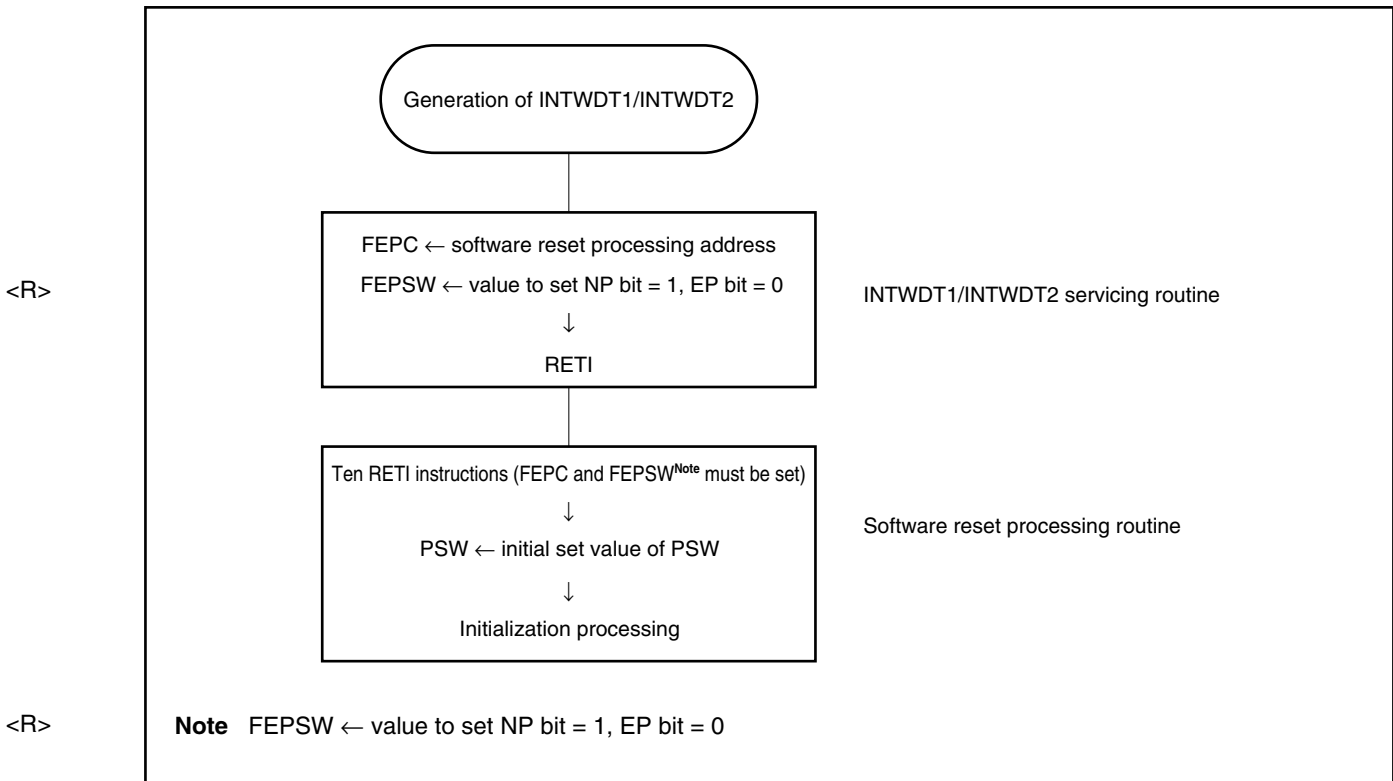 Generation of INTWDT1/INTWDT2
FEPC ← software reset processing address
<R>
FEPSW ← value to set NP bit = 1, EP bit = 0
INTWDT1/INTWDT2 servicing routine
↓
RETI
Ten RETI instructions (FEPC and FEPSWNote must be set)
↓
Software reset processing routine
PSW ← initial set value of PSW
↓
Initialization processing
<R>
Note FEPSW ← value to set NP bit = 1, EP bit = 0